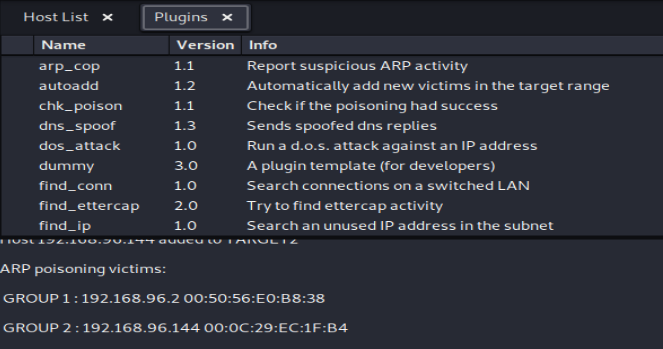 Host List ×
Plugins ×
Name Version Info
arp_cop 1.1 Report suspicious ARP activity
autoadd 1.2 Automatically add new victims in the target range
chk_poison 1.1 Check if the poisoning had success
dns_spoof 1.3 Sends spoofed dns replies
dos_attack 1.0 Run a d.o.s. attack against an IP address
dummy 3.0 A plugin template (for developers)
find_conn 1.0 Search connections on a switched LAN
find_ettercap 2.0 Try to find ettercap activity
find_ip 1.0 Search an unused IP address in the subnet
Host 192.168.96.144 added to TARGET2
ARP poisoning victims:
GROUP 1 : 192.168.96.2 00:50:56:E0:B8:38
GROUP 2 : 192.168.96.144 00:0C:29:EC:1F:B4